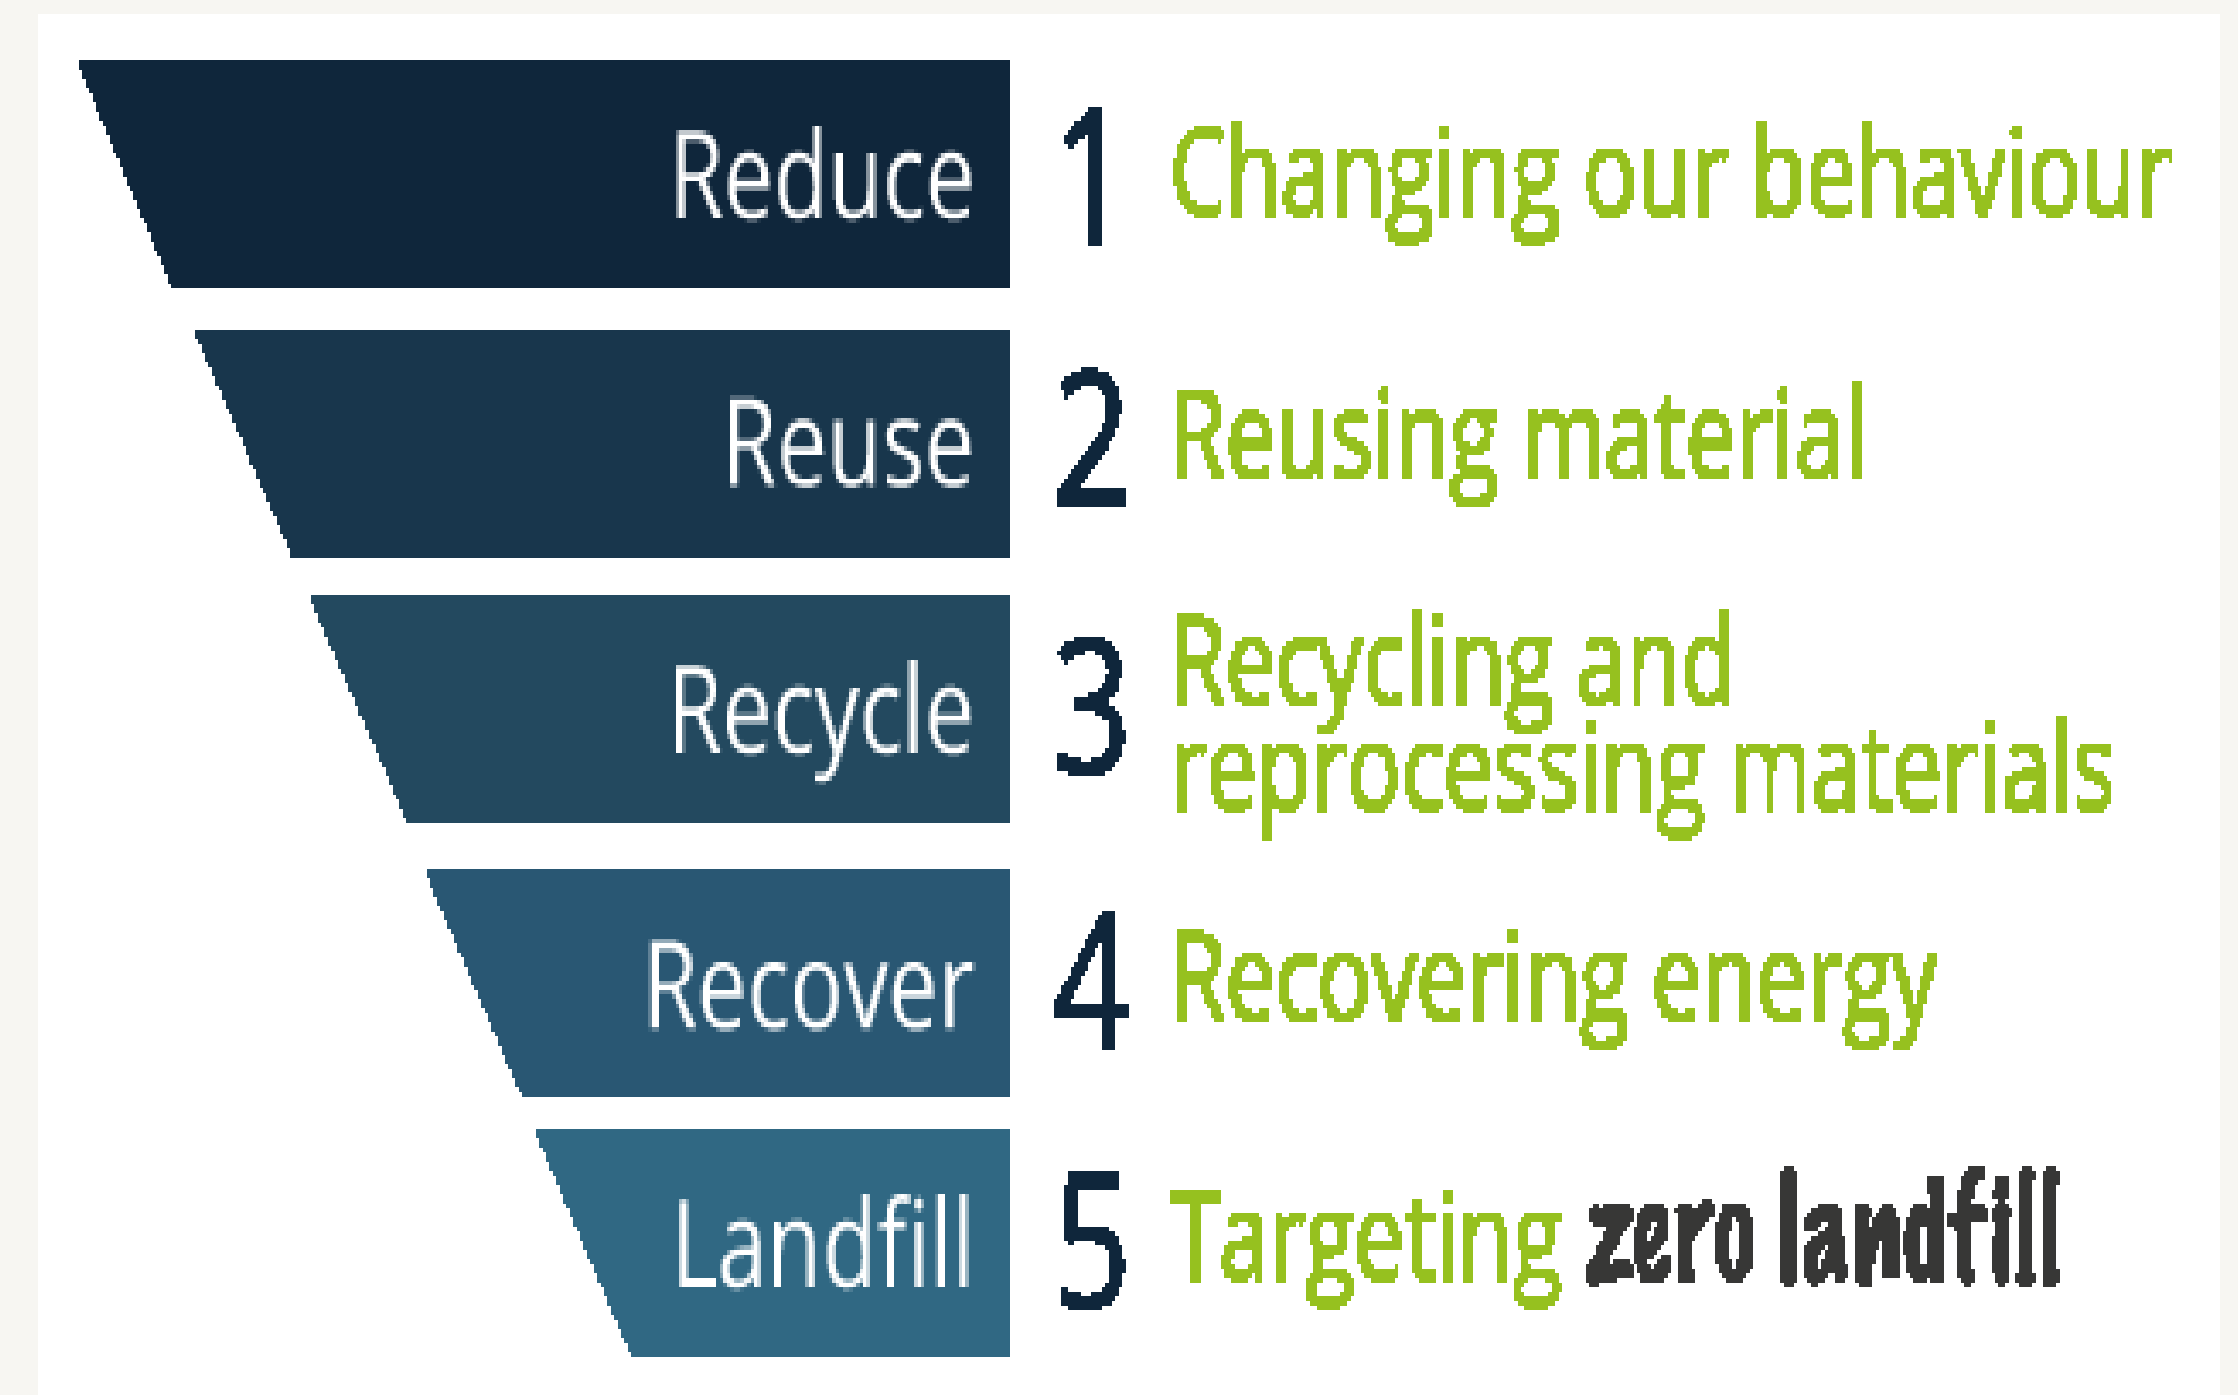 Reduce 1 Changing our behaviour
Reuse 2 Reusing material
Recycle 3 Recycling and
reprocessing materials
Recover 4 Recovering energy
Landfill 5 Targeting zero landfill